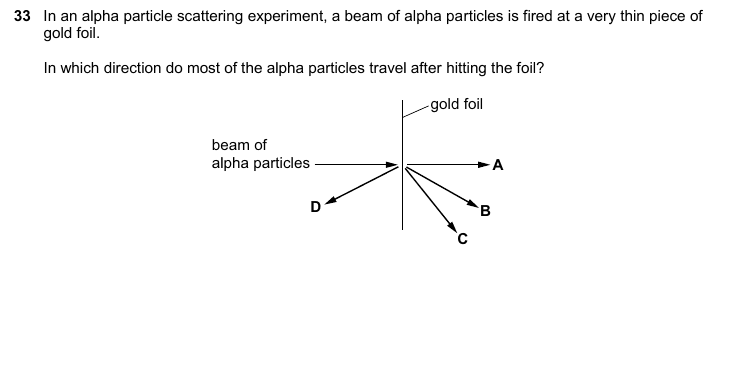 33 In an alpha particle scattering experiment, a beam of alpha particles is fired at a very thin piece of
gold foil.
In which direction do most of the alpha particles travel after hitting the foil?
gold foil
beam of
alpha particles
A
D
B
C